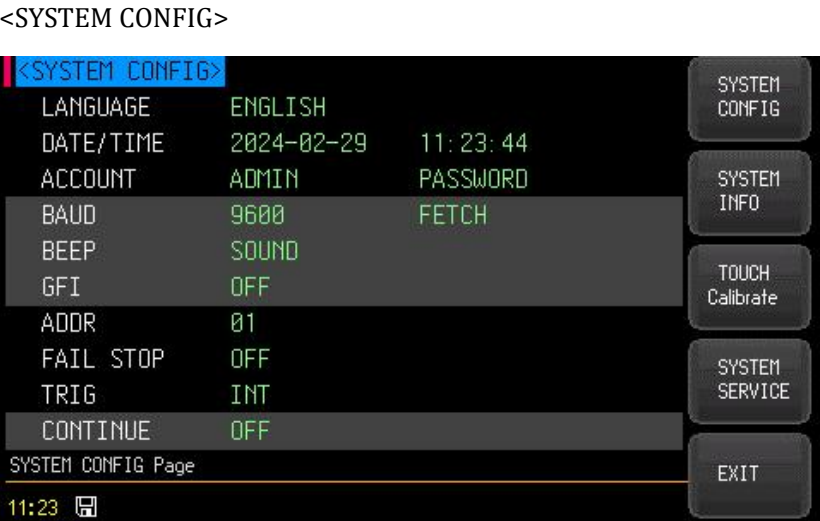 <SYSTEM CONFIG>
<SYSTEM CONFIG>
LANGUAGE ENGLISH
DATE/TIME 2024-02-29 11:23:44
ACCOUNT ADMIN PASSWORD
BAUD 9600 FETCH
BEEP SOUND
GFI OFF
ADDR 01
FAIL STOP OFF
TRIG INT
CONTINUE OFF
SYSTEM CONFIG Page
11:23
SYSTEM
CONFIG
SYSTEM
INFO
TOUCH
Calibrate
SYSTEM
SERVICE
EXIT